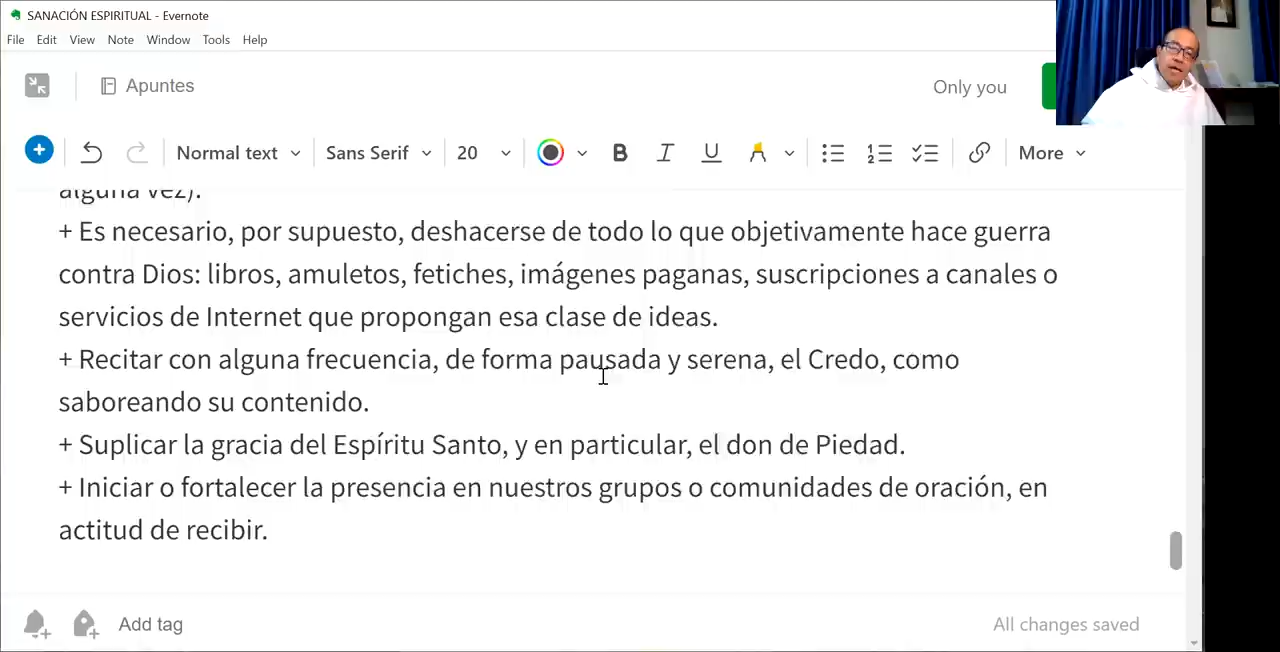 SANACIÓN ESPIRITUAL - Evernote
File Edit View Note Window Tools Help
Apuntes
Only you
Normal text
Sans Serif
20
B I U
More
alguna vez).
+ Es necesario, por supuesto, deshacerse de todo lo que objetivamente hace guerra
contra Dios: libros, amuletos, fetiches, imágenes paganas, suscripciones a canales o
servicios de Internet que propongan esa clase de ideas.
+ Recitar con alguna frecuencia, de forma pausada y serena, el Credo, como
saboreando su contenido.
+ Suplicar la gracia del Espíritu Santo, y en particular, el don de Piedad.
+ Iniciar o fortalecer la presencia en nuestros grupos o comunidades de oración, en
actitud de recibir.
Add tag
All changes saved